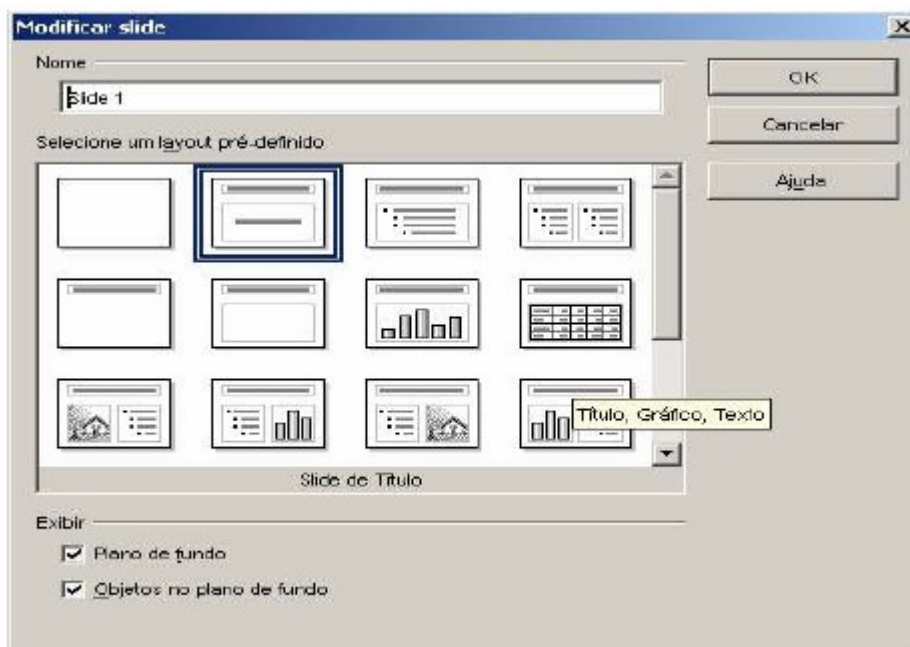 Modificar slide
Nome
Slide 1
OK
Cancelar
Ajuda
Selecione um layout pré-definido
Título, Gráfico, Texto
Slide de Título
Exibir
Plano de fundo
Objetos no plano de fundo